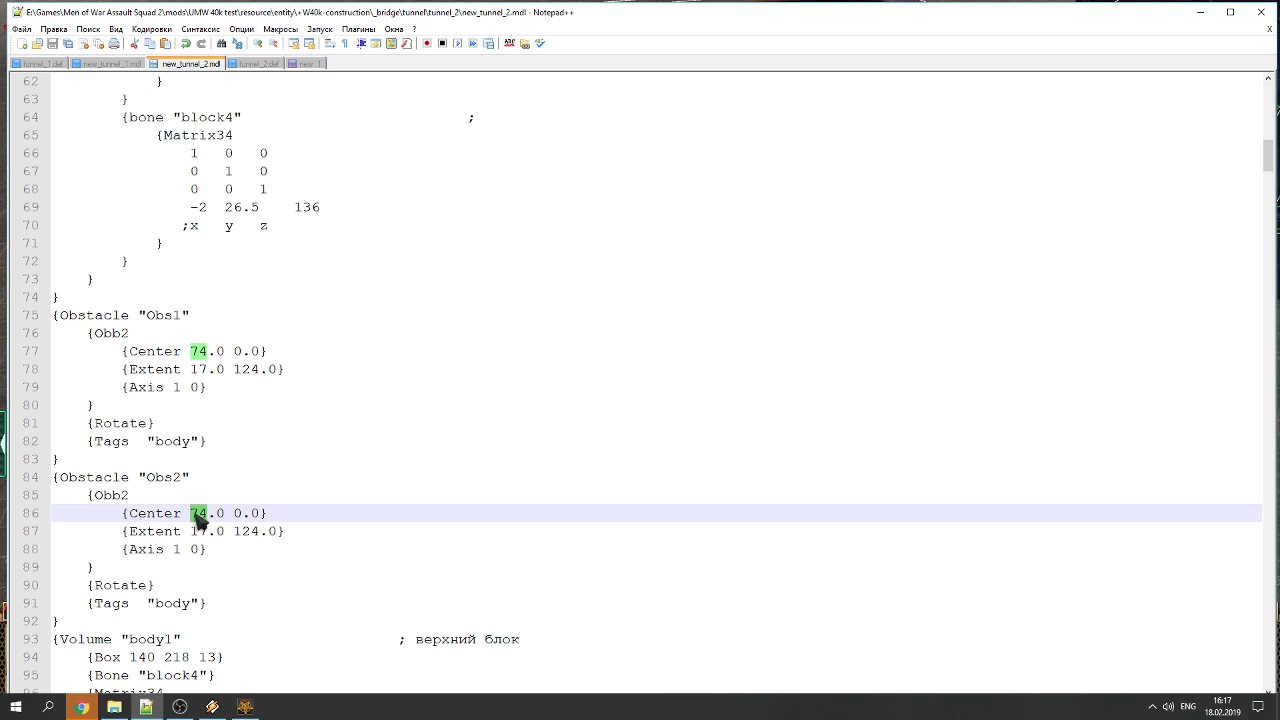 E:\Games\Men of War Assault Squad 2\mods\UMW 40k test\resource\entity\+W40k-construction\_bridge\tunnel\tunnel_2\new_tunnel_2.mdl - Notepad++
Файл Правка Поиск Вид Кодировки Синтаксис Опции Макросы Запуск Плагины Окна ? X
tunnel_1.def new_tunnel_1.mdl new_tunnel_2.mdl tunnel_2.def new 1
62 }
63 }
64 {bone "block4" ;
65 {Matrix34
66 1 0 0
67 0 1 0
68 0 0 1
69 -2 26.5 136
70 ;x y z
71 }
72 }
73 }
74 }
75 {Obstacle "Obs1"
76 {Obb2
77 {Center 74.0 0.0}
78 {Extent 17.0 124.0}
79 {Axis 1 0}
80 }
81 {Rotate}
82 {Tags "body"}
83 }
84 {Obstacle "Obs2"
85 {Obb2
86 {Center 74.0 0.0}
87 {Extent 17.0 124.0}
88 {Axis 1 0}
89 }
90 {Rotate}
91 {Tags "body"}
92 }
93 {Volume "body1" ; верхний блок
94 {Box 140 218 13}
95 {Bone "block4"}
96 {Matrix34
ENG 16:17
18.02.2019